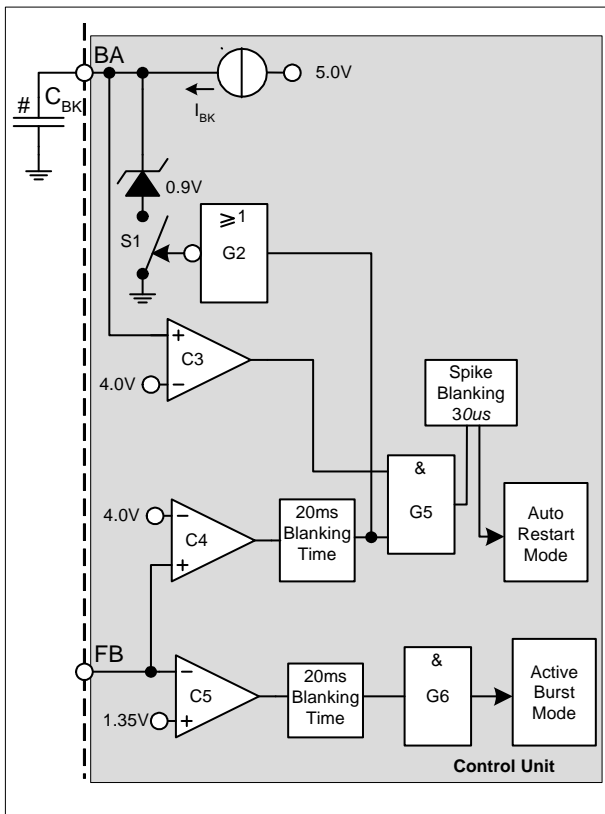 BA
5.0V
# C_BK
I_BK
0.9V
S1
≥1
G2
+
C3
4.0V
−
Spike
Blanking
30us
&
G5
4.0V
−
C4
+
20ms
Blanking
Time
Auto
Restart
Mode
FB
−
C5
1.35V
+
20ms
Blanking
Time
&
G6
Active
Burst
Mode
Control Unit